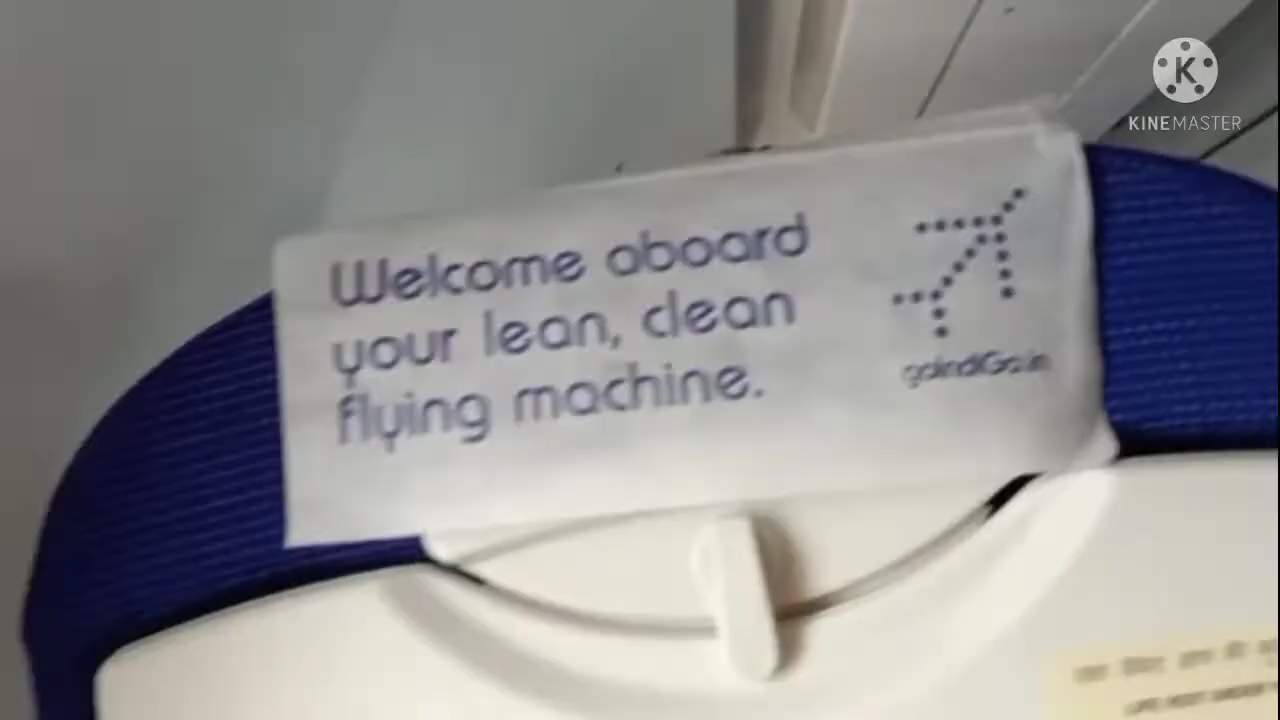 Welcome aboard
your lean, clean
flying machine.
goIndiGo.in
KINEMASTER